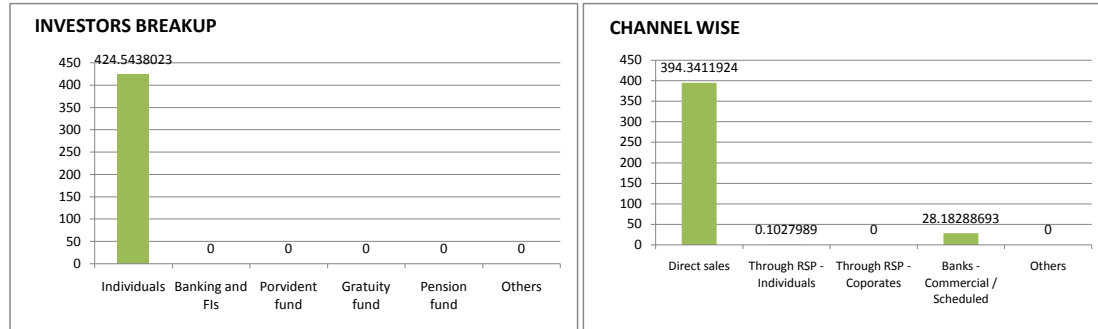 INVESTORS BREAKUP
424.5438023
450
400
350
300
250
200
150
100
50
0
0
0
0
0
0
Individuals
Banking and
FIs
Porvident
fund
Gratuity
fund
Pension
fund
Others
CHANNEL WISE
450
394.3411924
400
350
300
250
200
150
100
50
0
0.1027989
0
28.18288693
0
Direct sales
Through RSP -
Individuals
Through RSP -
Coporates
Banks -
Commercial /
Scheduled
Others